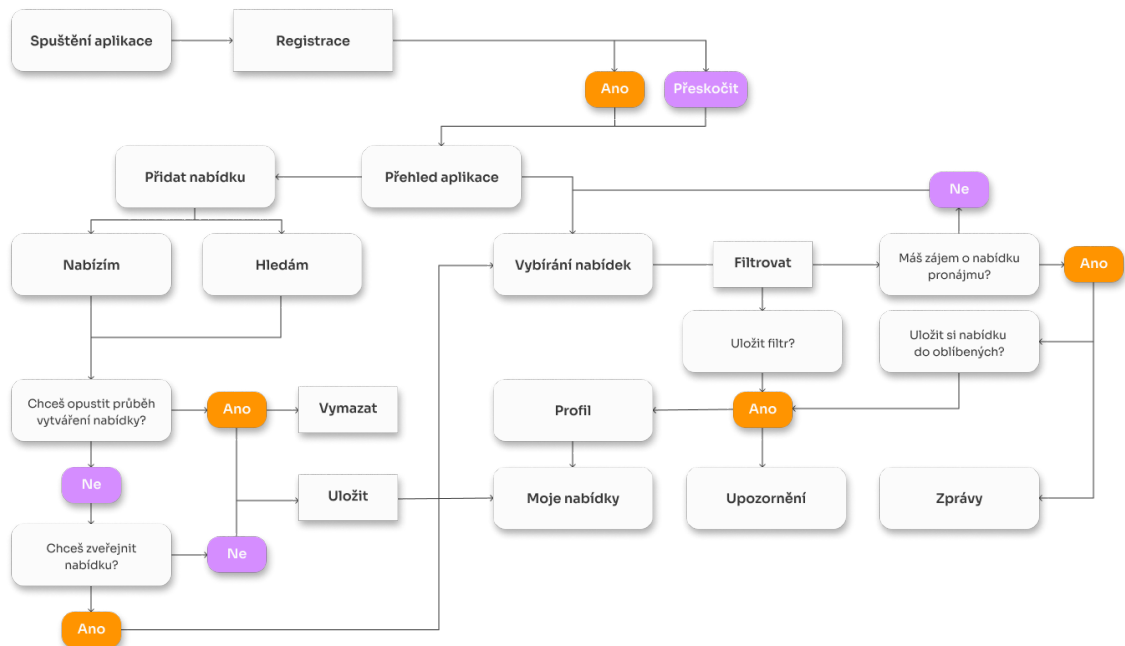 Spuštění aplikace
Registrace
Ano
Přeskočit
Přidat nabídku
Přehled aplikace
Ne
Nabízím
Hledám
Vybírání nabídek
Filtrovat
Máš zájem o nabídku
pronájmu?
Ano
Uložit filtr?
Uložit si nabídku
do oblíbených?
Chceš opustit průběh
vytváření nabídky?
Ano
Vymazat
Profil
Ano
Ne
Uložit
Moje nabídky
Upozornění
Zprávy
Chceš zveřejnit
nabídku?
Ne
Ano